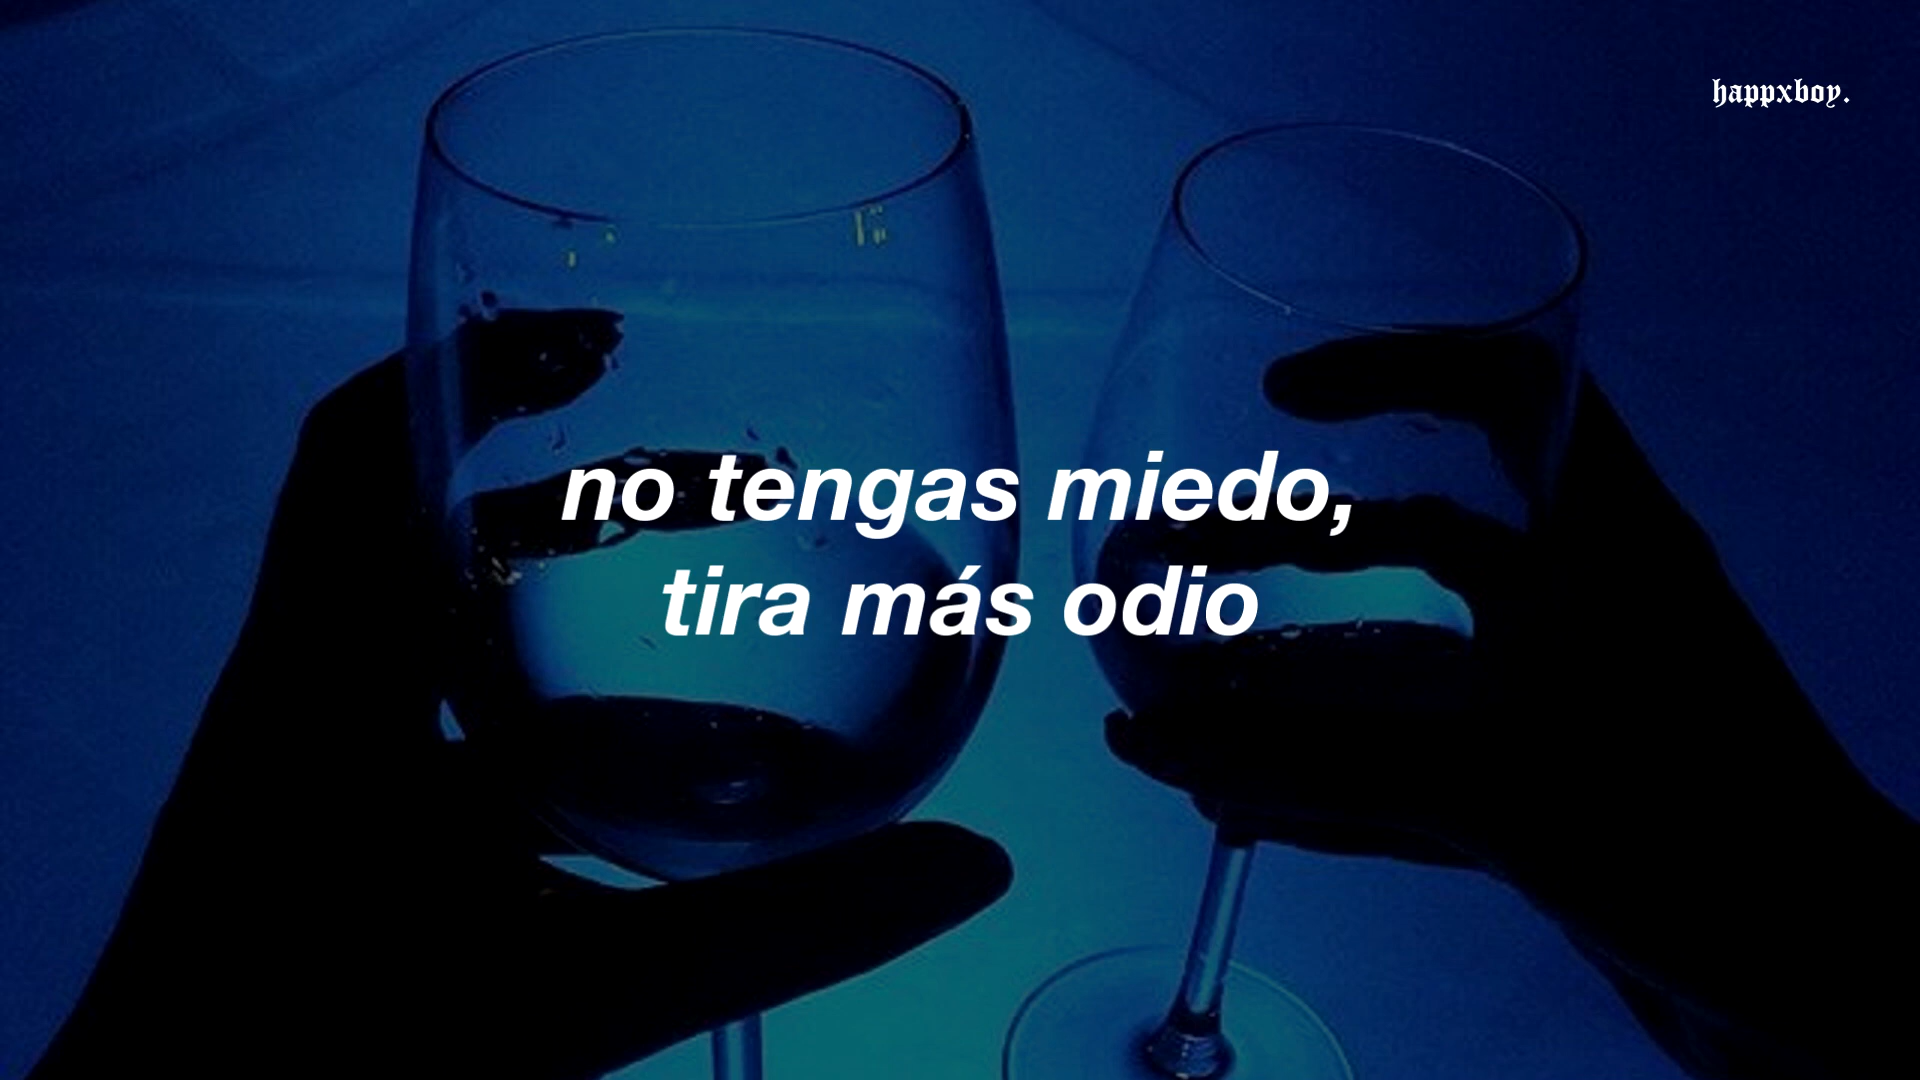 happxboy.
no tengas miedo,
tira más odio